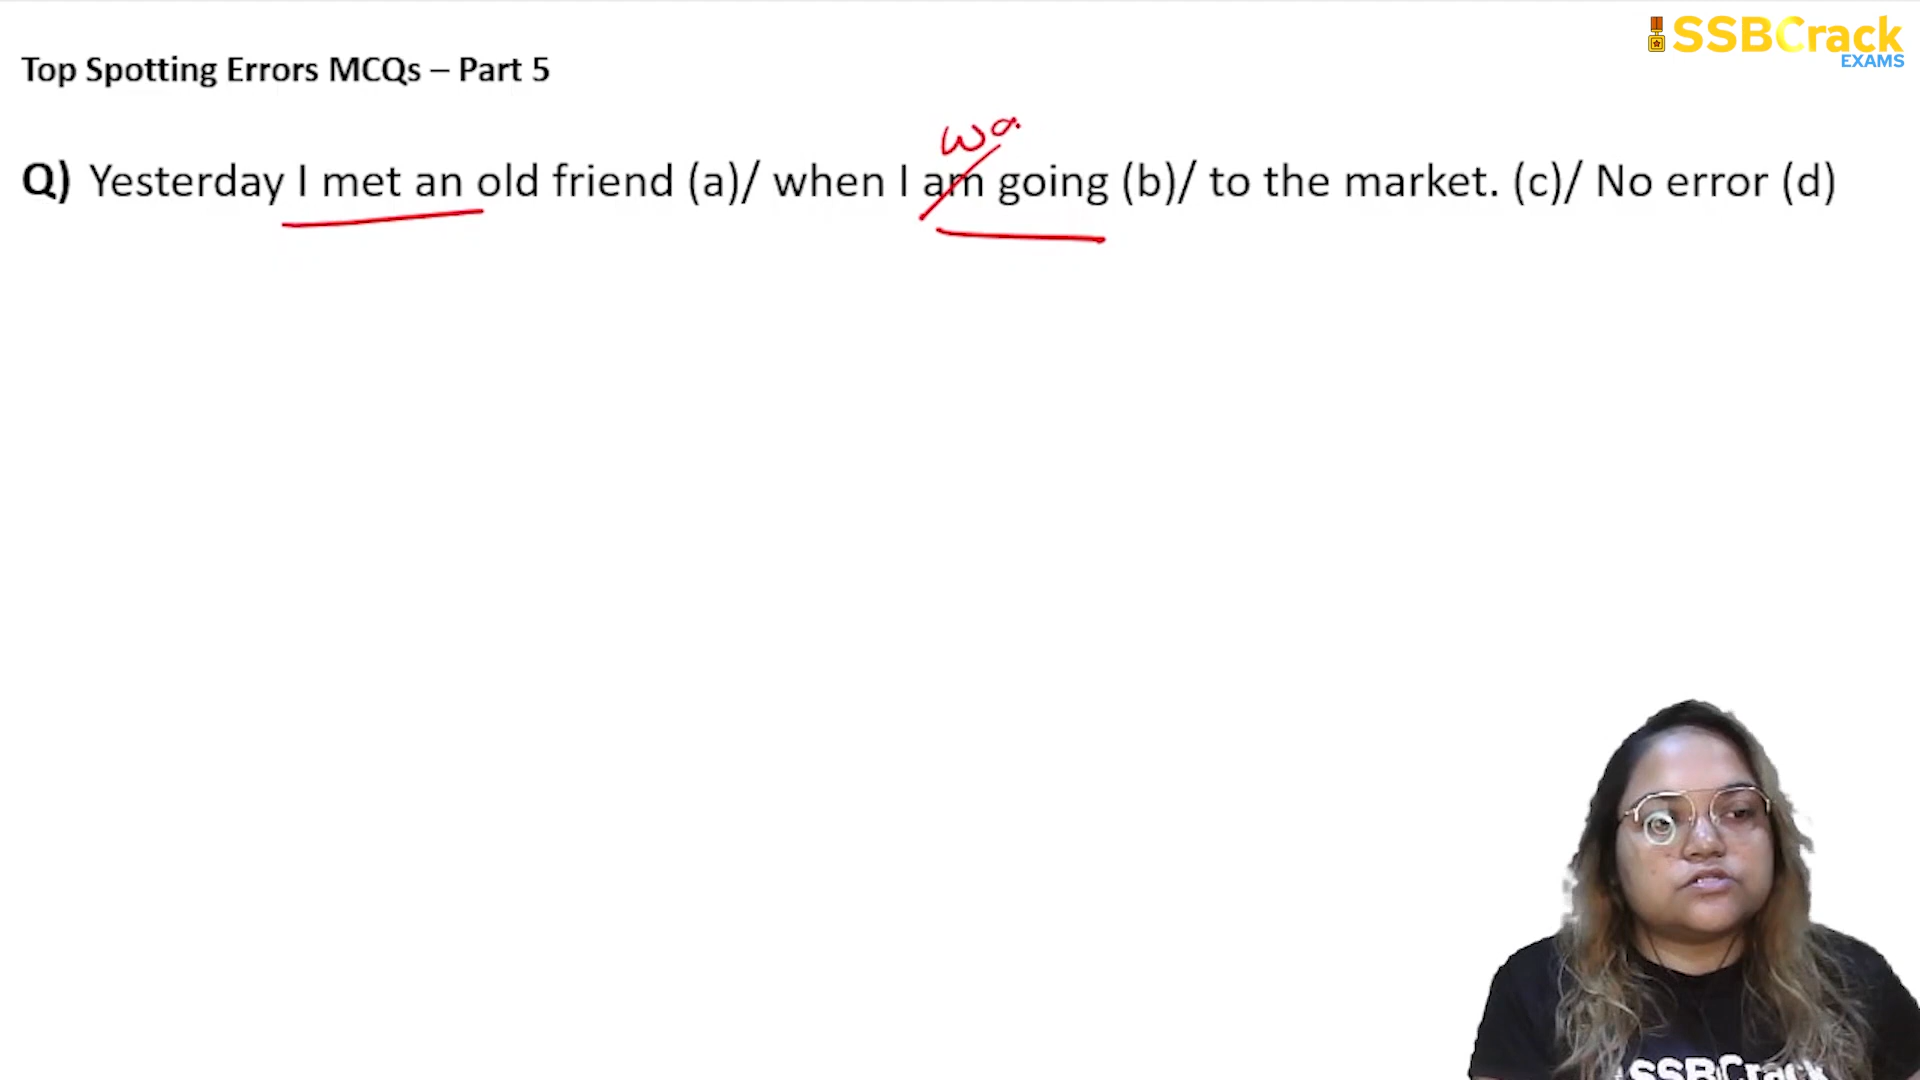 SSBCrack
EXAMS
Top Spotting Errors MCQs – Part 5
wa
Q) Yesterday I met an old friend (a)/ when I am going (b)/ to the market. (c)/ No error (d)
SSBCrack